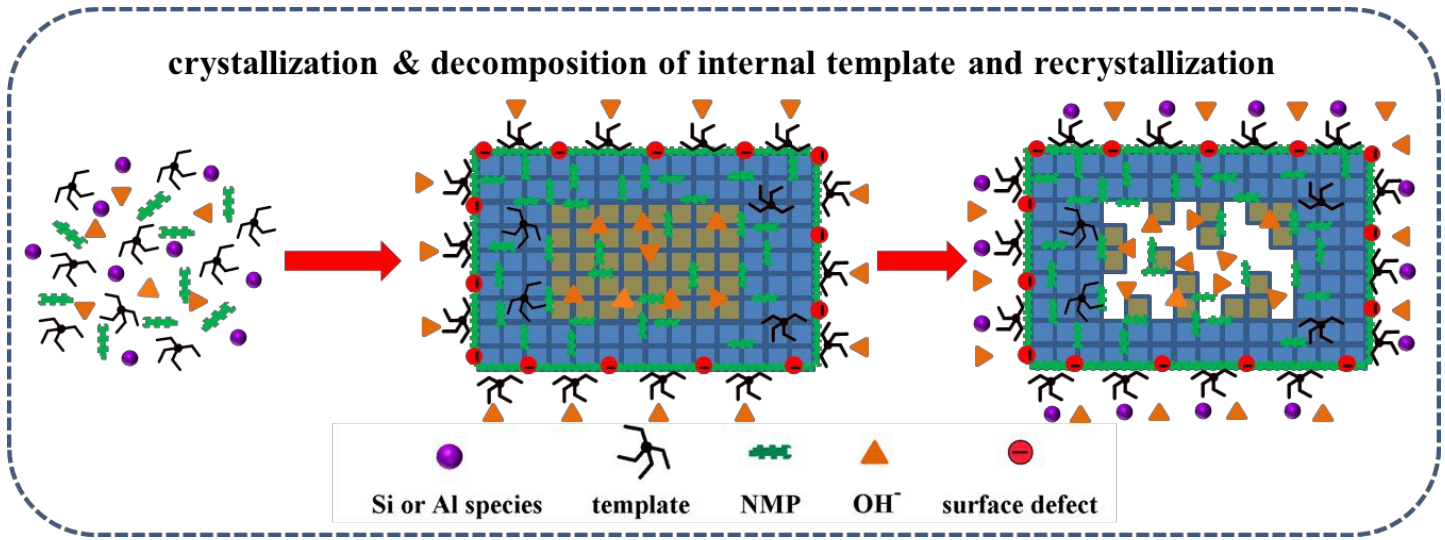 crystallization & decomposition of internal template and recrystallization
Si or Al species
template
NMP
OH⁻
surface defect